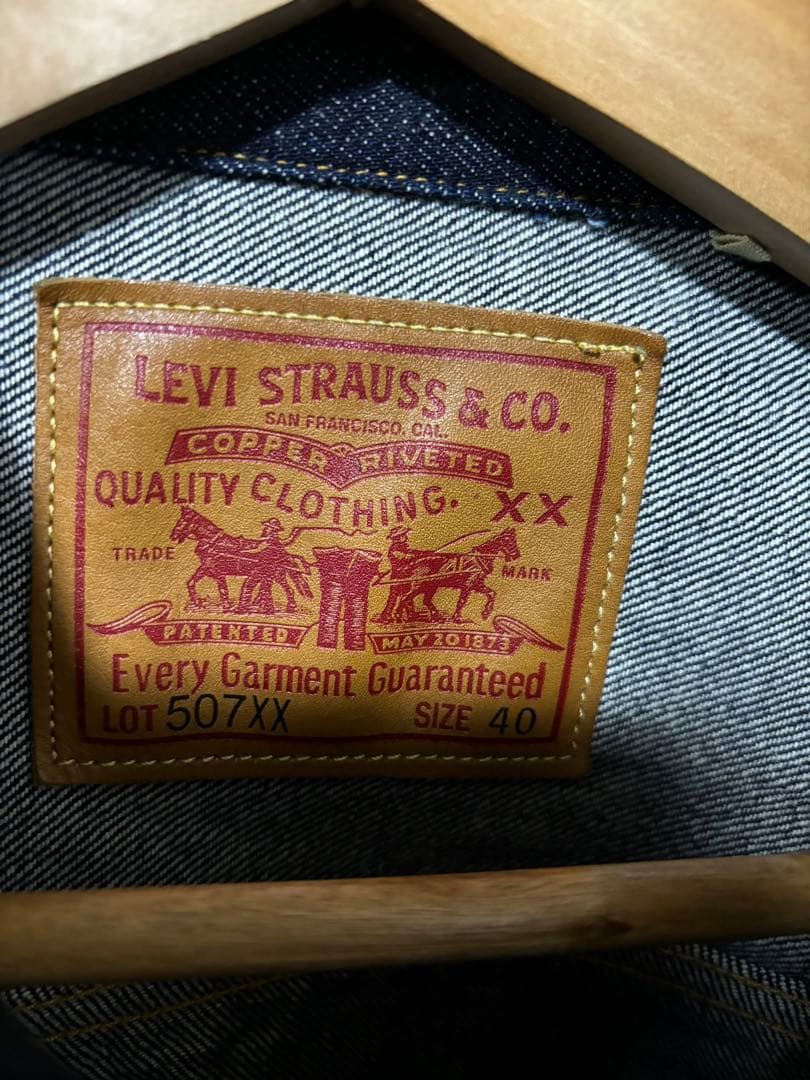 LEVI STRAUSS & CO.
SAN FRANCISCO, CAL.
COPPER RIVETED
QUALITY CLOTHING. XX
TRADE MARK
PATENTED MAY 20 1873
Every Garment Guaranteed
LOT 507XX SIZE 40